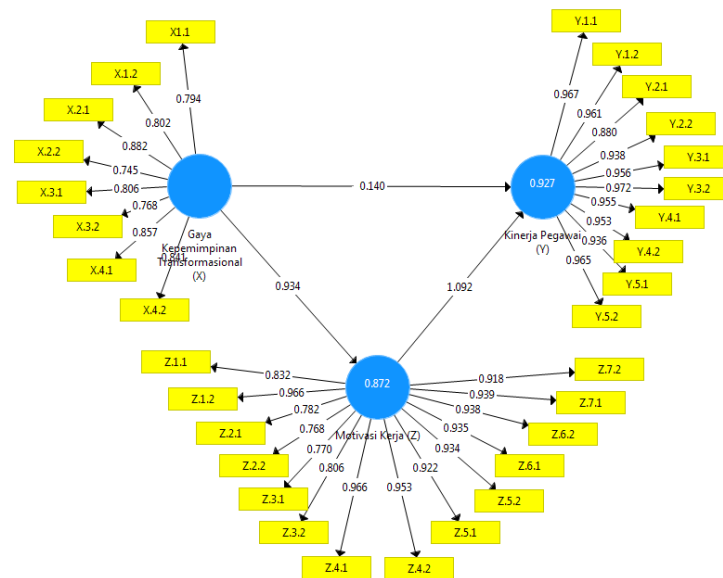 X1.1
X.1.2
X.2.1
X.2.2
X.3.1
X.3.2
X.4.1
X.4.2
0.794
0.802
0.882
0.745
0.806
0.768
0.857
0.841
Gaya
Kepemimpinan
Transformasional
(X)
0.140
0.934
1.092
0.927
Kinerja Pegawai
(Y)
Y.1.1
Y.1.2
Y.2.1
Y.2.2
Y.3.1
Y.3.2
Y.4.1
Y.4.2
Y.5.1
Y.5.2
0.967
0.961
0.880
0.938
0.956
0.972
0.955
0.953
0.936
0.965
0.872
Motivasi Kerja (Z)
Z.1.1
Z.1.2
Z.2.1
Z.2.2
Z.3.1
Z.3.2
Z.4.1
Z.4.2
Z.5.1
Z.5.2
Z.6.1
Z.6.2
Z.7.1
Z.7.2
0.832
0.966
0.782
0.768
0.770
0.806
0.966
0.953
0.922
0.934
0.935
0.938
0.939
0.918